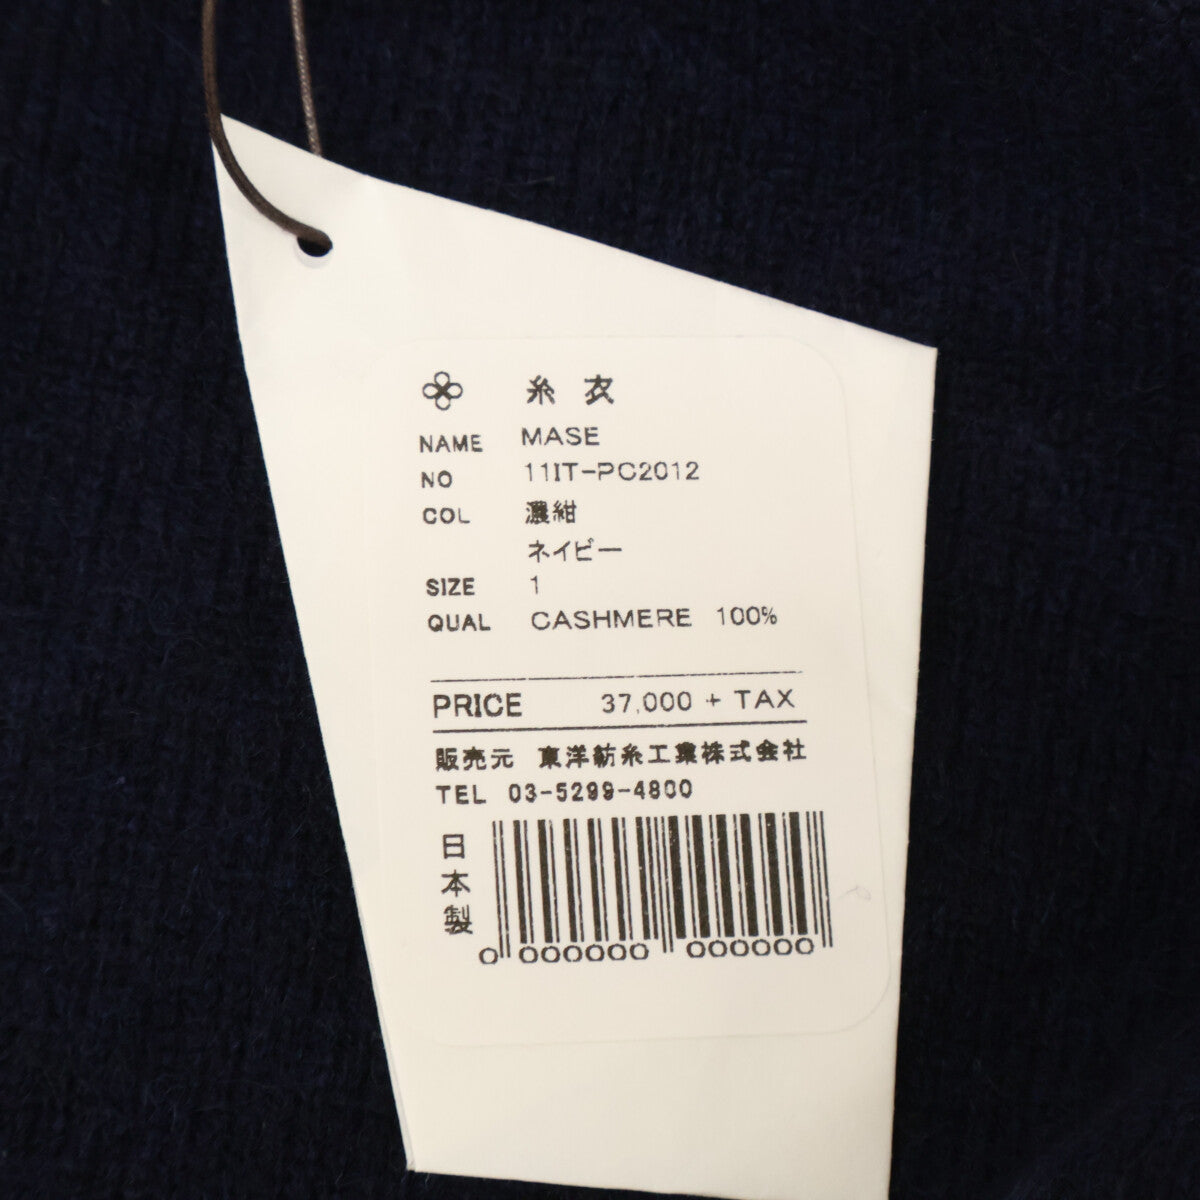 糸衣
NAME MASE
NO 11IT-PC2012
COL 濃紺
ネイビー
SIZE 1
QUAL CASHMERE 100%
PRICE 37,000 + TAX
販売元 東洋紡糸工業株式会社
TEL 03-5299-4800
日本製
0 000000 000000